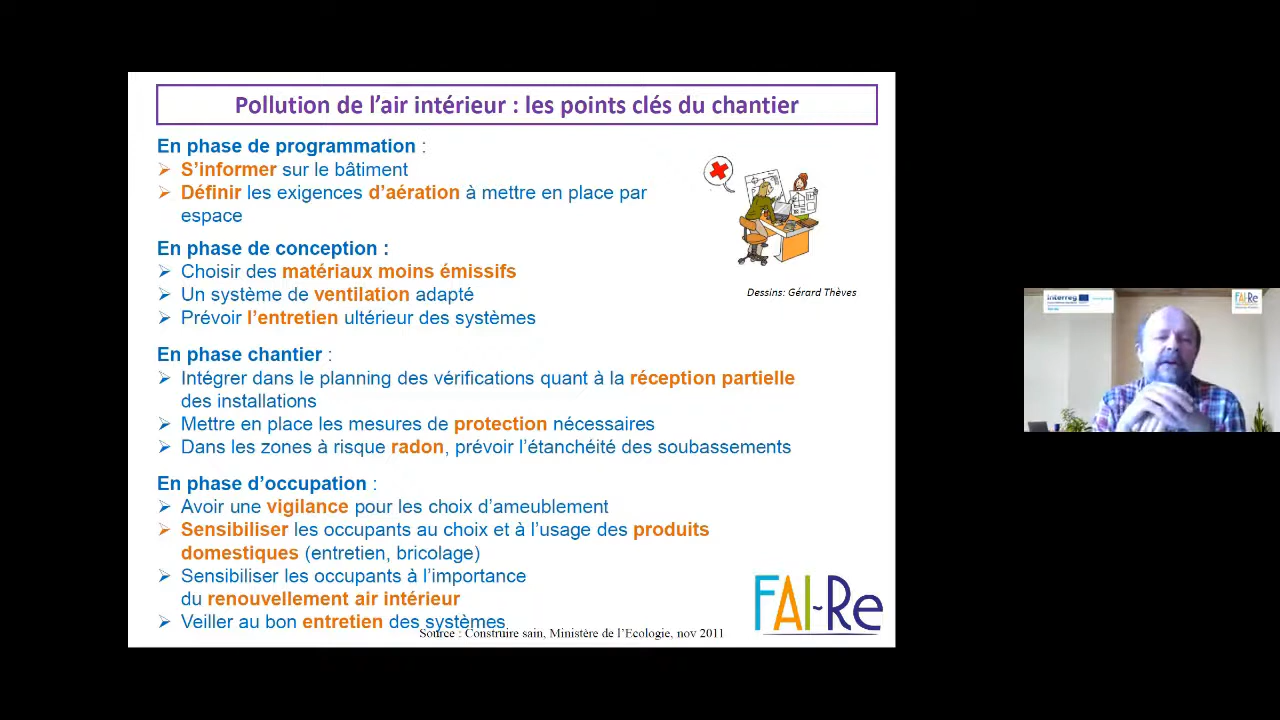 Pollution de l’air intérieur : les points clés du chantier
En phase de programmation :
➢ S’informer sur le bâtiment
➢ Définir les exigences d’aération à mettre en place par
espace
En phase de conception :
➢ Choisir des matériaux moins émissifs
➢ Un système de ventilation adapté
➢ Prévoir l’entretien ultérieur des systèmes
Dessins: Gérard Thèves
En phase chantier :
➢ Intégrer dans le planning des vérifications quant à la réception partielle
des installations
➢ Mettre en place les mesures de protection nécessaires
➢ Dans les zones à risque radon, prévoir l’étanchéité des soubassements
En phase d’occupation :
➢ Avoir une vigilance pour les choix d’ameublement
➢ Sensibiliser les occupants au choix et à l’usage des produits
domestiques (entretien, bricolage)
➢ Sensibiliser les occupants à l’importance
du renouvellement air intérieur
➢ Veiller au bon entretien des systèmes
Source : Construire sain, Ministère de l’Ecologie, nov 2011
FAI~Re
Interreg
FAI~Re